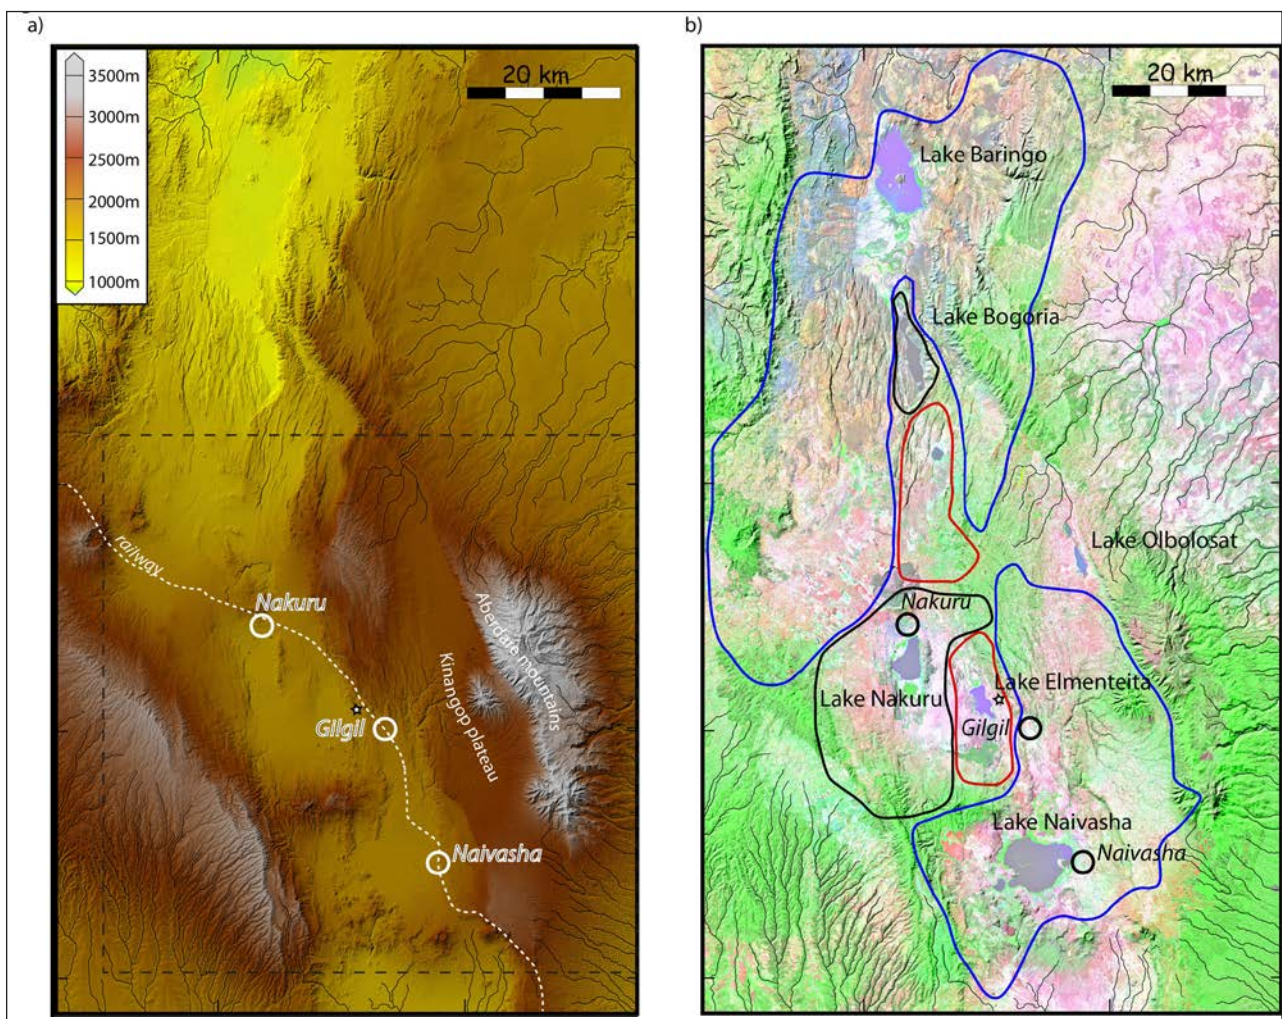 a)
3500m
3000m
2500m
2000m
1500m
1000m
20 km
railway
Nakuru
Gilgil
Naivasha
Aberdare mountains
Kinangop plateau
b)
20 km
Lake Baringo
Lake Bogoria
Lake Olbolosat
Nakuru
Lake Nakuru
Lake Elmenteita
Gilgil
Lake Naivasha
Naivasha